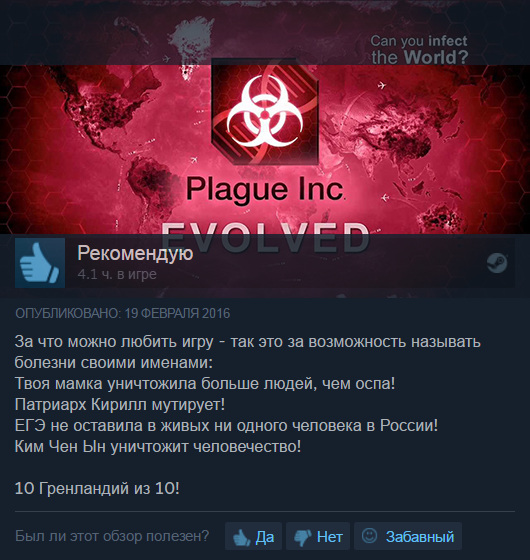 Can you infect
the World?
Plague Inc.
EVOLVED
Рекомендую
4.1 ч. в игре
ОПУБЛИКОВАНО: 19 ФЕВРАЛЯ 2016
За что можно любить игру - так это за возможность называть
болезни своими именами:
Твоя мамка уничтожила больше людей, чем оспа!
Патриарх Кирилл мутирует!
ЕГЭ не оставила в живых ни одного человека в России!
Ким Чен Ын уничтожит человечество!
10 Гренландий из 10!
Был ли этот обзор полезен? Да Нет Забавный